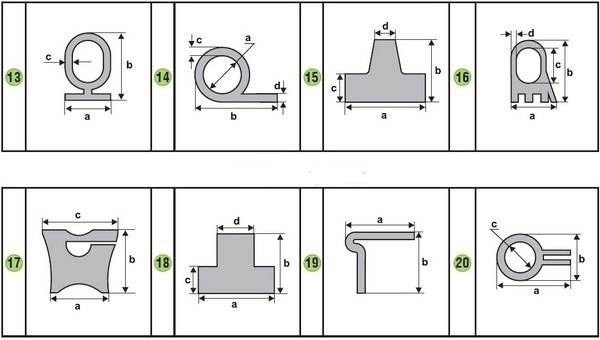 13 c b a
14 c a b d
15 d b c a
16 d c b a
17 c b a
18 d b c a
19 a b
20 c b a